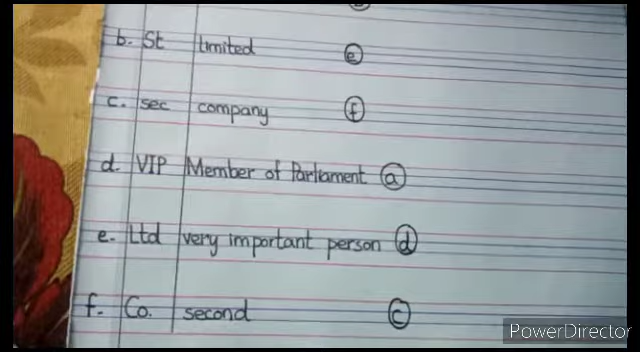 b. St limited e
c. sec company f
d. VIP Member of Parliament a
e. Ltd very important person d
f. Co. second c
PowerDirector